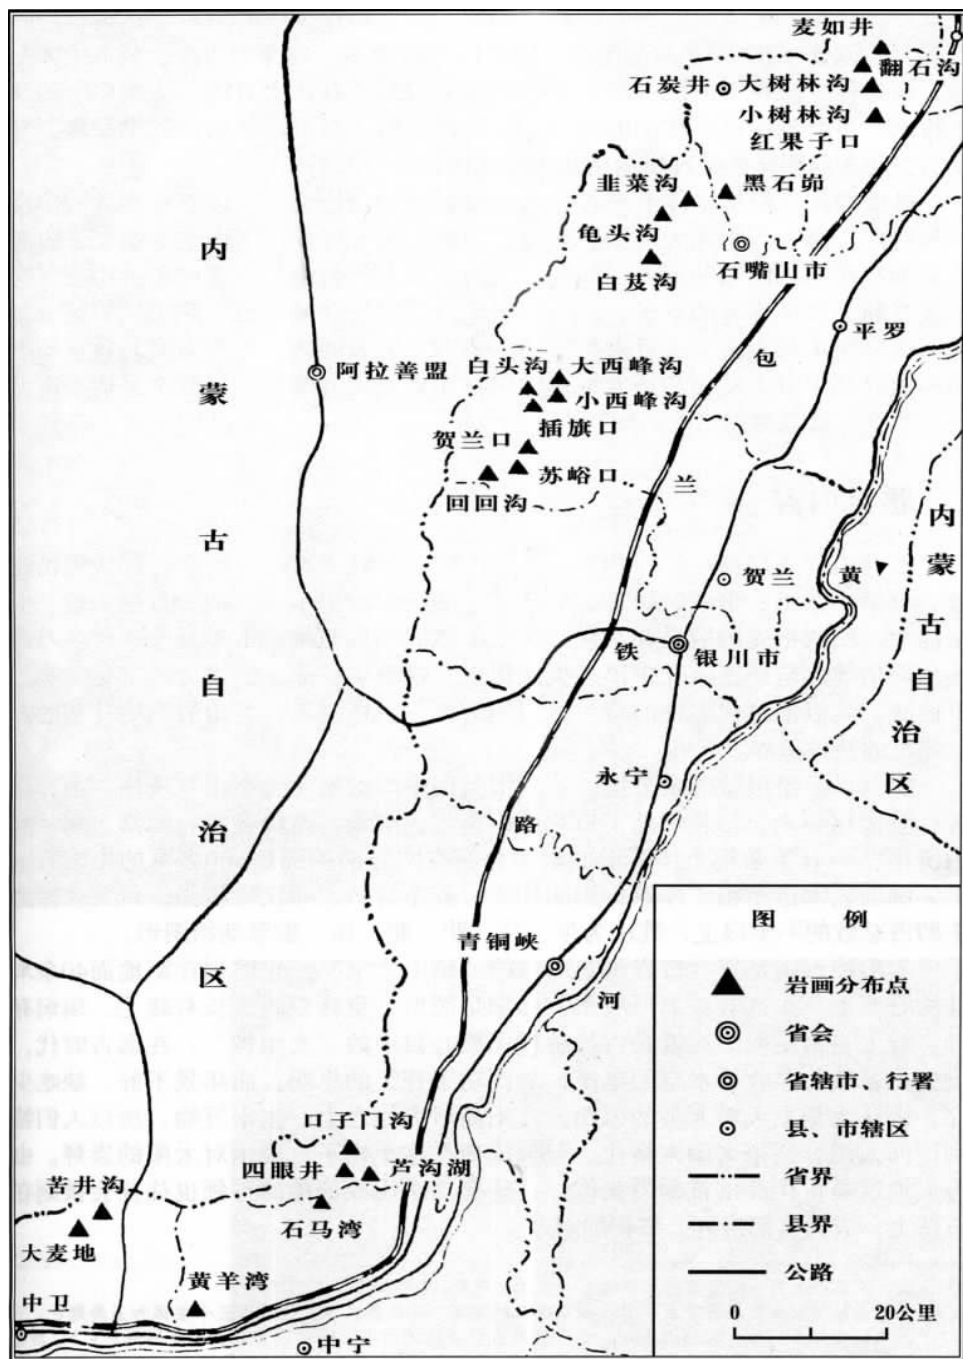 麦如井
翻石沟
石炭井
大树林沟
小树林沟
红果子口
韭菜沟
黑石峁
龟头沟
石嘴山市
白芨沟
内蒙古自治区
平罗
包兰铁路
阿拉善盟
白头沟
大西峰沟
小西峰沟
插旗口
贺兰口
苏峪口
回回沟
内蒙古自治区
贺兰
黄河
银川市
永宁
青铜峡
口子门沟
四眼井
芦沟湖
苦井沟
石马湾
大麦地
黄羊湾
中卫
中宁
图 例
岩画分布点
省会
省辖市、行署
县、市辖区
省界
县界
公路
0 20公里